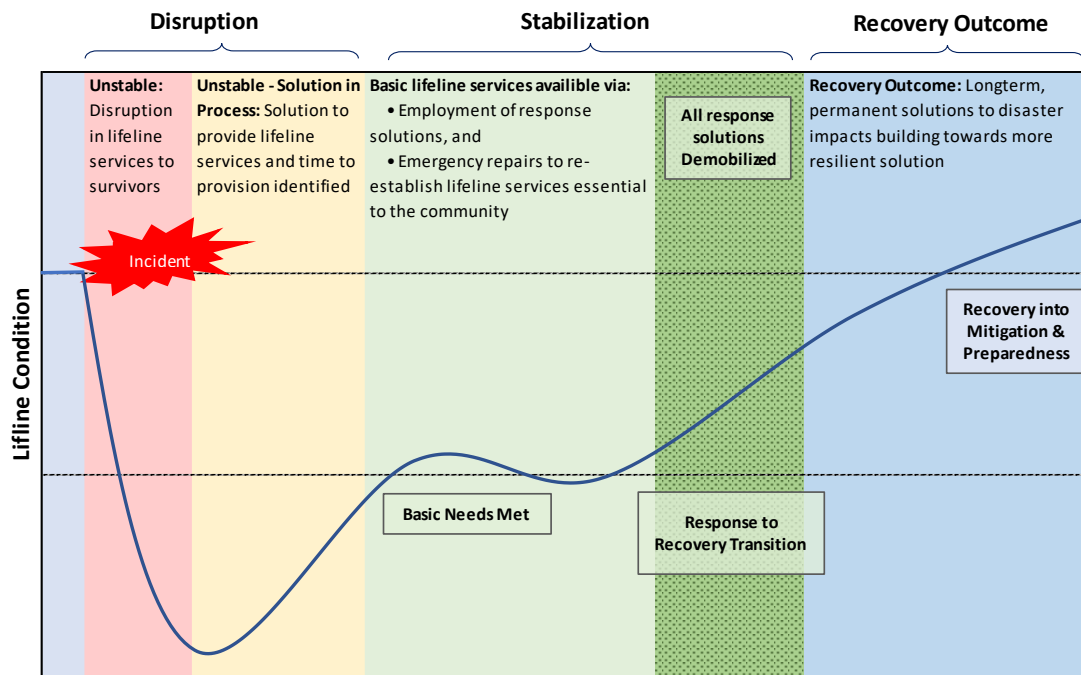 Disruption
Stabilization
Recovery Outcome
Unstable:
Disruption
in lifeline
services to
survivors
Unstable - Solution in
Process: Solution to
provide lifeline
services and time to
provision identified
Basic lifeline services availible via:
• Employment of response
solutions, and
• Emergency repairs to re-
establish lifeline services essential
to the community
All response
solutions
Demobilized
Recovery Outcome: Longterm,
permanent solutions to disaster
impacts building towards more
resilient solution
Incident
Lifline Condition
Recovery into
Mitigation &
Preparedness
Basic Needs Met
Response to
Recovery Transition